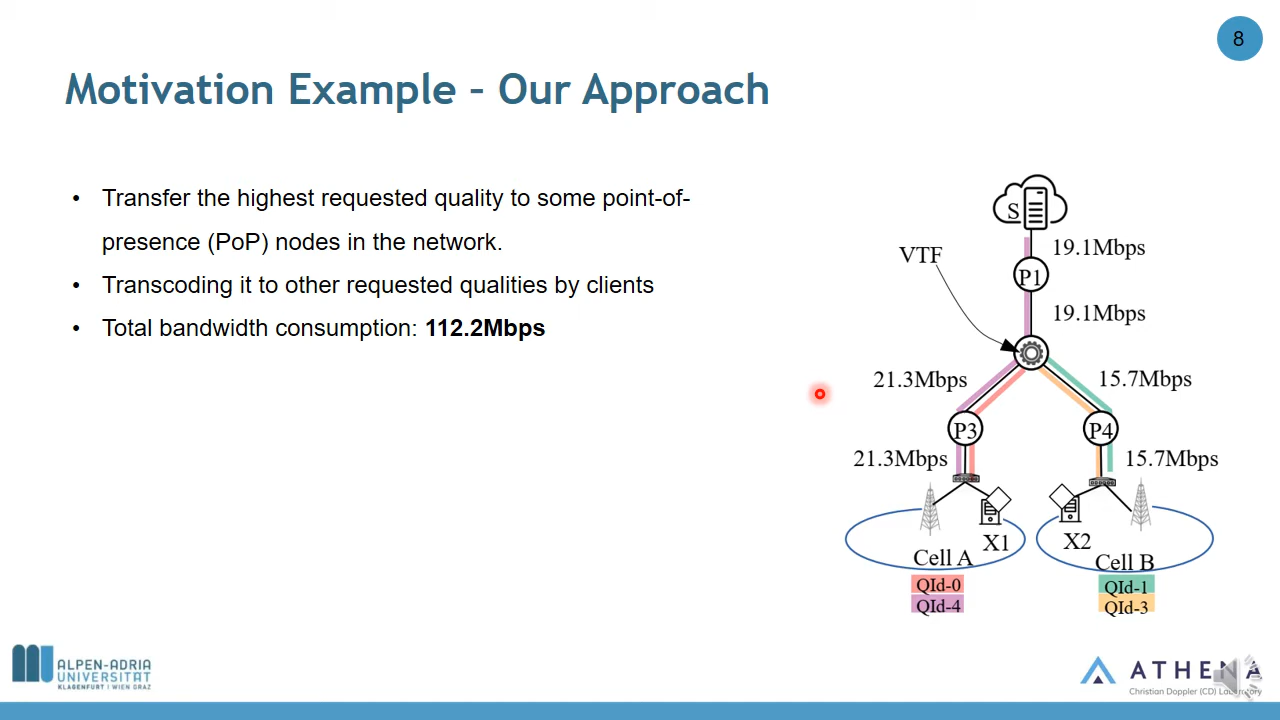 8
Motivation Example – Our Approach
• Transfer the highest requested quality to some point-of-
presence (PoP) nodes in the network.
• Transcoding it to other requested qualities by clients
• Total bandwidth consumption: 112.2Mbps
S
19.1Mbps
VTF
P1
19.1Mbps
21.3Mbps
15.7Mbps
P3
P4
21.3Mbps
15.7Mbps
X1
X2
Cell A
Cell B
QId-0
QId-1
QId-4
QId-3
ALPEN-ADRIA
UNIVERSITÄT
KLAGENFURT | WIEN GRAZ
ATHENA
Christian Doppler (CD) Laboratory